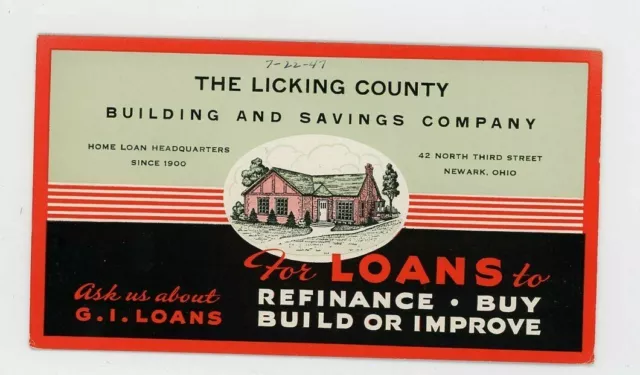 7-22-47
THE LICKING COUNTY
BUILDING AND SAVINGS COMPANY
HOME LOAN HEADQUARTERS
SINCE 1900
42 NORTH THIRD STREET
NEWARK, OHIO
For LOANS to
REFINANCE · BUY
BUILD OR IMPROVE
Ask us about
G.I. LOANS